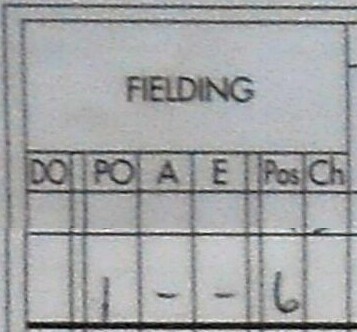 FIELDING
DO PO A E Pos Ch
1 - - 6